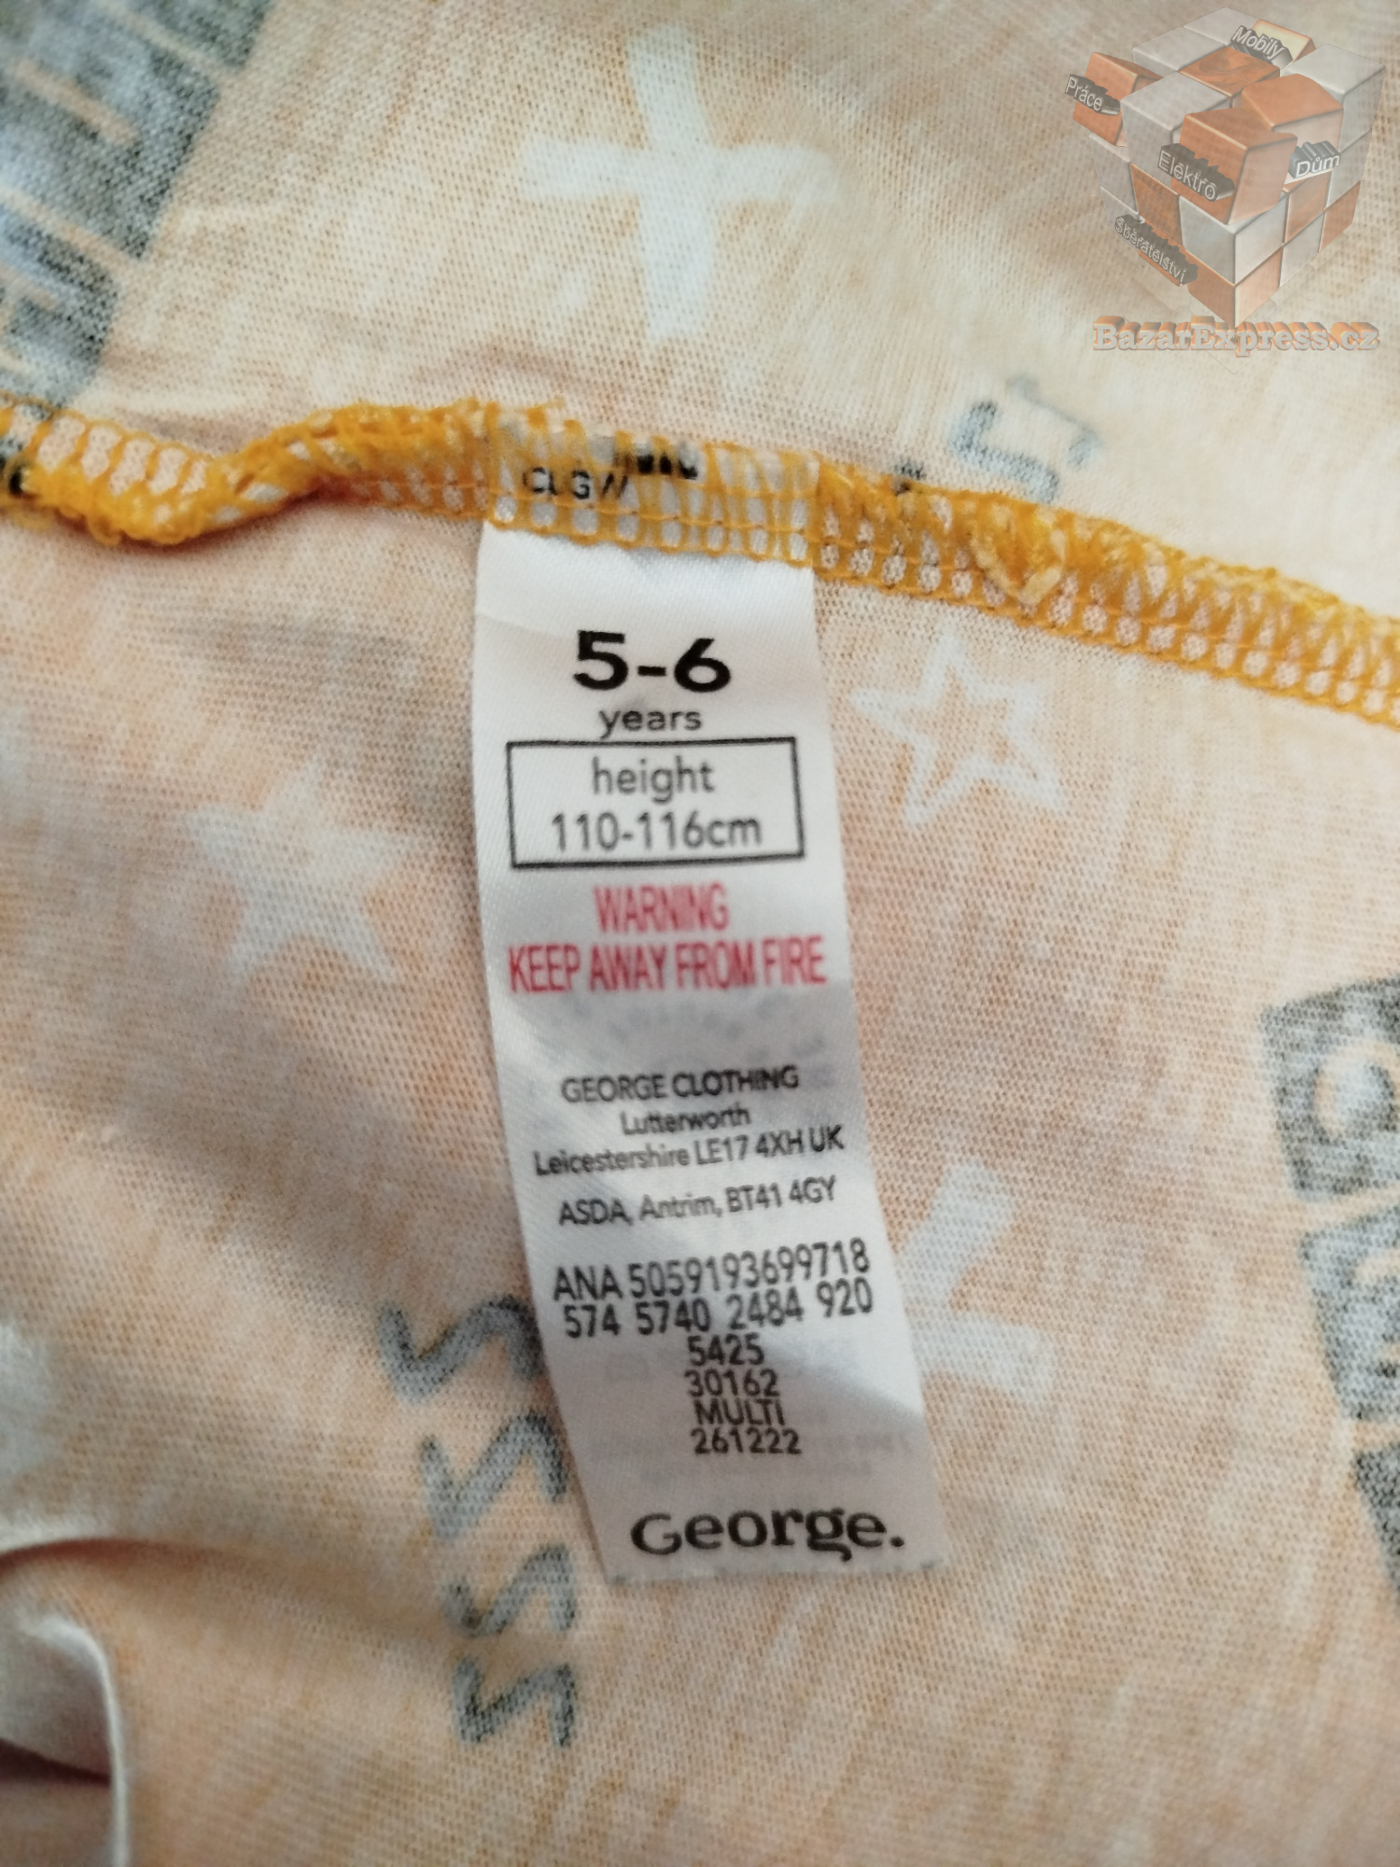 Mobily
Práce
Elektro
Dům
Sběratelství
BazarExpress.cz
5-6
years
height
110-116cm
WARNING
KEEP AWAY FROM FIRE
GEORGE CLOTHING
Lutterworth
Leicestershire LE17 4XH UK
ASDA, Antrim, BT41 4GY
ANA 5059193699718
574 5740 2484 920
5425
30162
MULTI
261222
George.